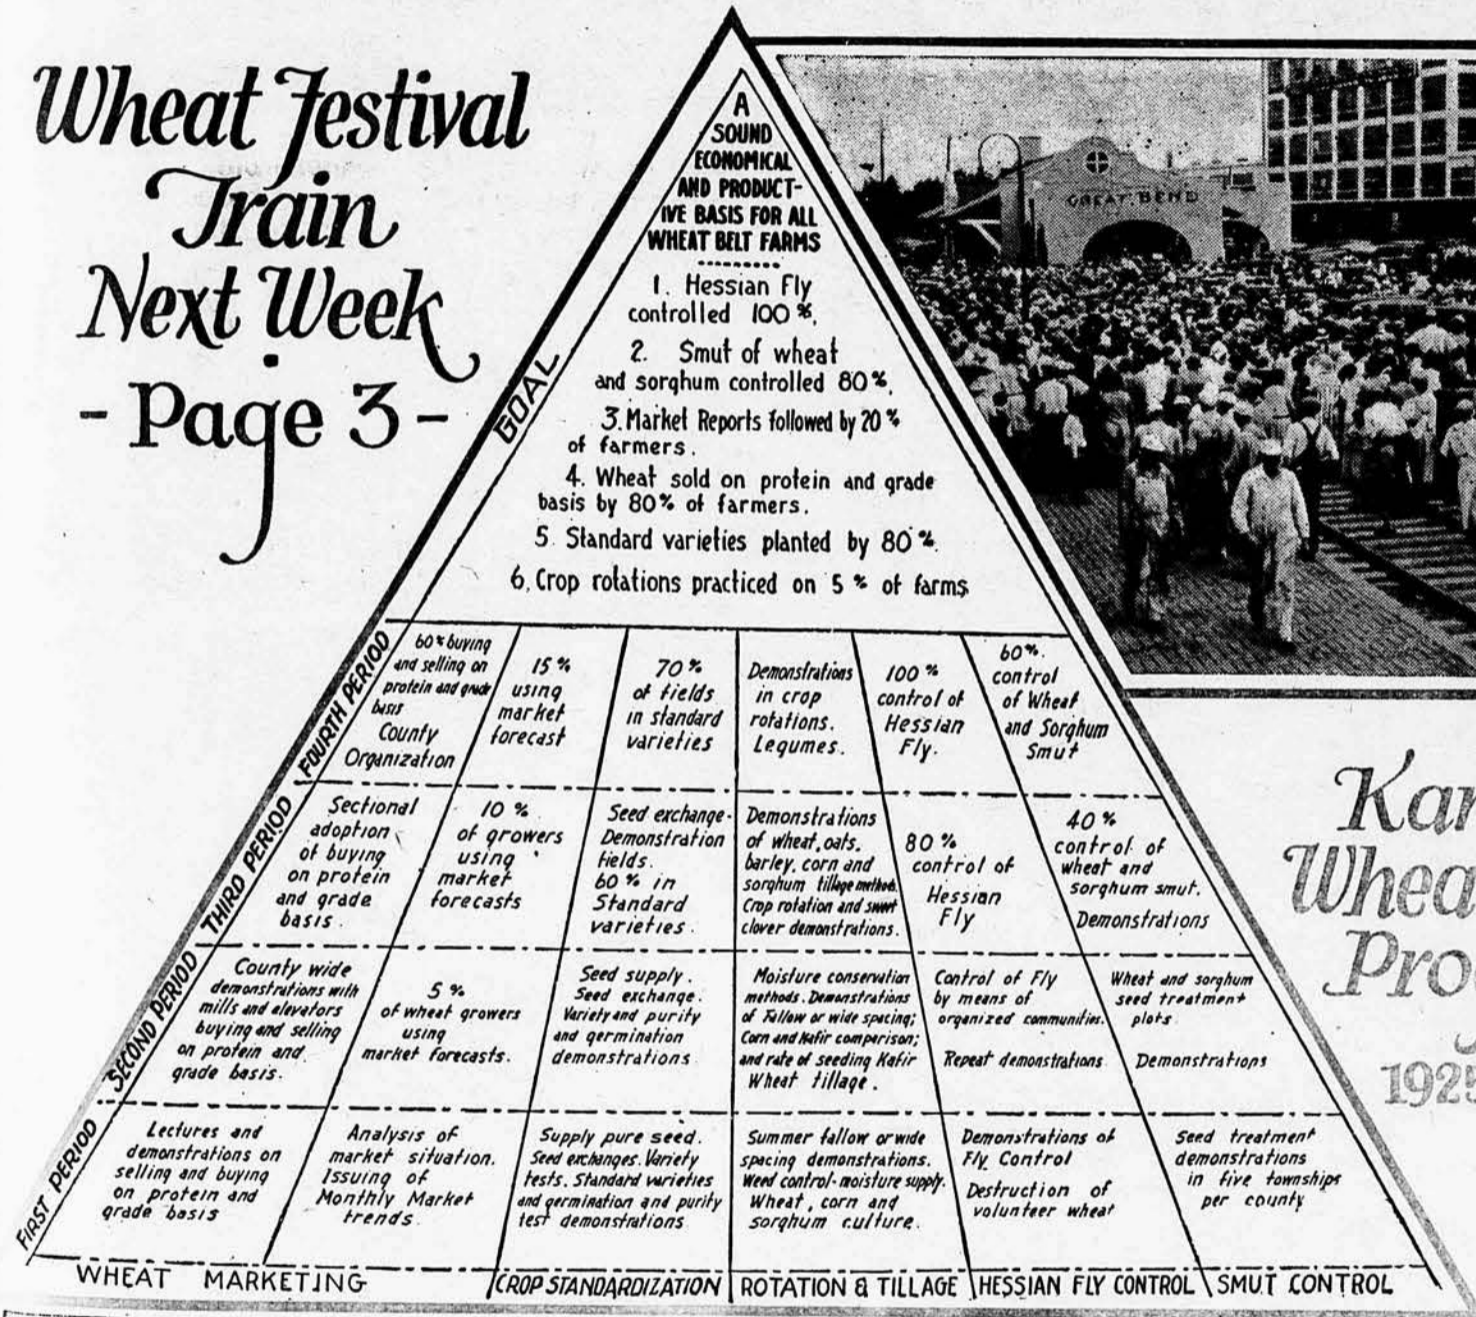 Wheat Festival
Train
Next Week
- Page 3 -
A
SOUND
ECONOMICAL
AND PRODUCT-
IVE BASIS FOR ALL
WHEAT BELT FARMS
1. Hessian Fly
controlled 100 %.
2. Smut of wheat
and sorghum controlled 80%.
3. Market Reports followed by 20 %
of farmers.
4. Wheat sold on protein and grade
basis by 80% of farmers.
5. Standard varieties planted by 80%.
6. Crop rotations practiced on 5 % of farms
GOAL
GREAT BEND
FOURTH PERIOD
60% buying
and selling on
protein and grade
basis
County
Organization
15 %
using
market
forecast
70 %
of fields
in standard
varieties
Demonstrations
in crop
rotations.
Legumes.
100 %
control of
Hessian
Fly.
60%.
control
of Wheat
and Sorghum
Smut
THIRD PERIOD
Sectional
adoption
of buying
on protein
and grade
basis.
10 %
of growers
using
market
forecasts
Seed exchange-
Demonstration
fields.
60 % in
Standard
varieties.
Demonstrations
of wheat, oats,
barley, corn and
sorghum tillage methods.
Crop rotation and sweet
clover demonstrations.
80 %
control of
Hessian
Fly
40 %
control of
wheat and
sorghum smut.
Demonstrations
SECOND PERIOD
County wide
demonstrations with
mills and elevators
buying and selling
on protein and
grade basis.
5 %
of wheat growers
using
market forecasts.
Seed supply.
Seed exchange.
Variety and purity
and germination
demonstrations
Moisture conservation
methods. Demonstrations
of Fallow or wide spacing;
Corn and Kafir comparison;
and rate of seeding Kafir
Wheat tillage.
Control of Fly
by means of
organized communities.
Repeat demonstrations
Wheat and sorghum
seed treatment
plots
Demonstrations
FIRST PERIOD
Lectures and
demonstrations on
selling and buying
on protein and
grade basis
Analysis of
market situation.
Issuing of
Monthly Market
trends.
Supply pure seed.
Seed exchanges. Variety
tests. Standard varieties
and germination and purity
test demonstrations
Summer fallow or wide
spacing demonstrations.
Weed control-moisture supply.
Wheat, corn and
sorghum culture.
Demonstrations of
Fly Control
Destruction of
volunteer wheat
Seed treatment
demonstrations
in five townships
per county
WHEAT MARKETING
CROP STANDARDIZATION
ROTATION & TILLAGE
HESSIAN FLY CONTROL
SMUT CONTROL
Kan
Whea
Pro
1925